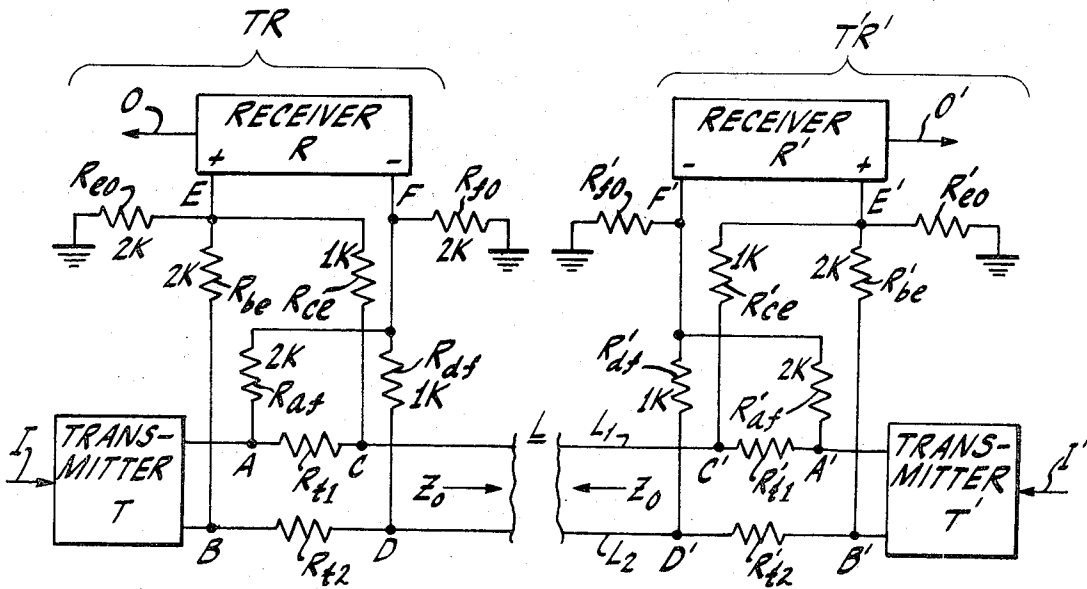 TR
T'R'
O
RECEIVER
R
+
-
RECEIVER
R'
-
+
O'
Reo
2K
E
F
Rfo
2K
R'fo
2K
F'
E'
R'eo
2K
Rbe
1K
Rce
1K
R'ce
2K
R'be
2K
Raf
Rdf
1K
R'df
1K
2K
R'af
I
TRANS-
MITTER
T
A
Rt1
C
L
L1
C'
R't1
A'
TRANS-
MITTER
T'
I'
Zo
Zo
B
Rt2
D
L2
D'
R't2
B'